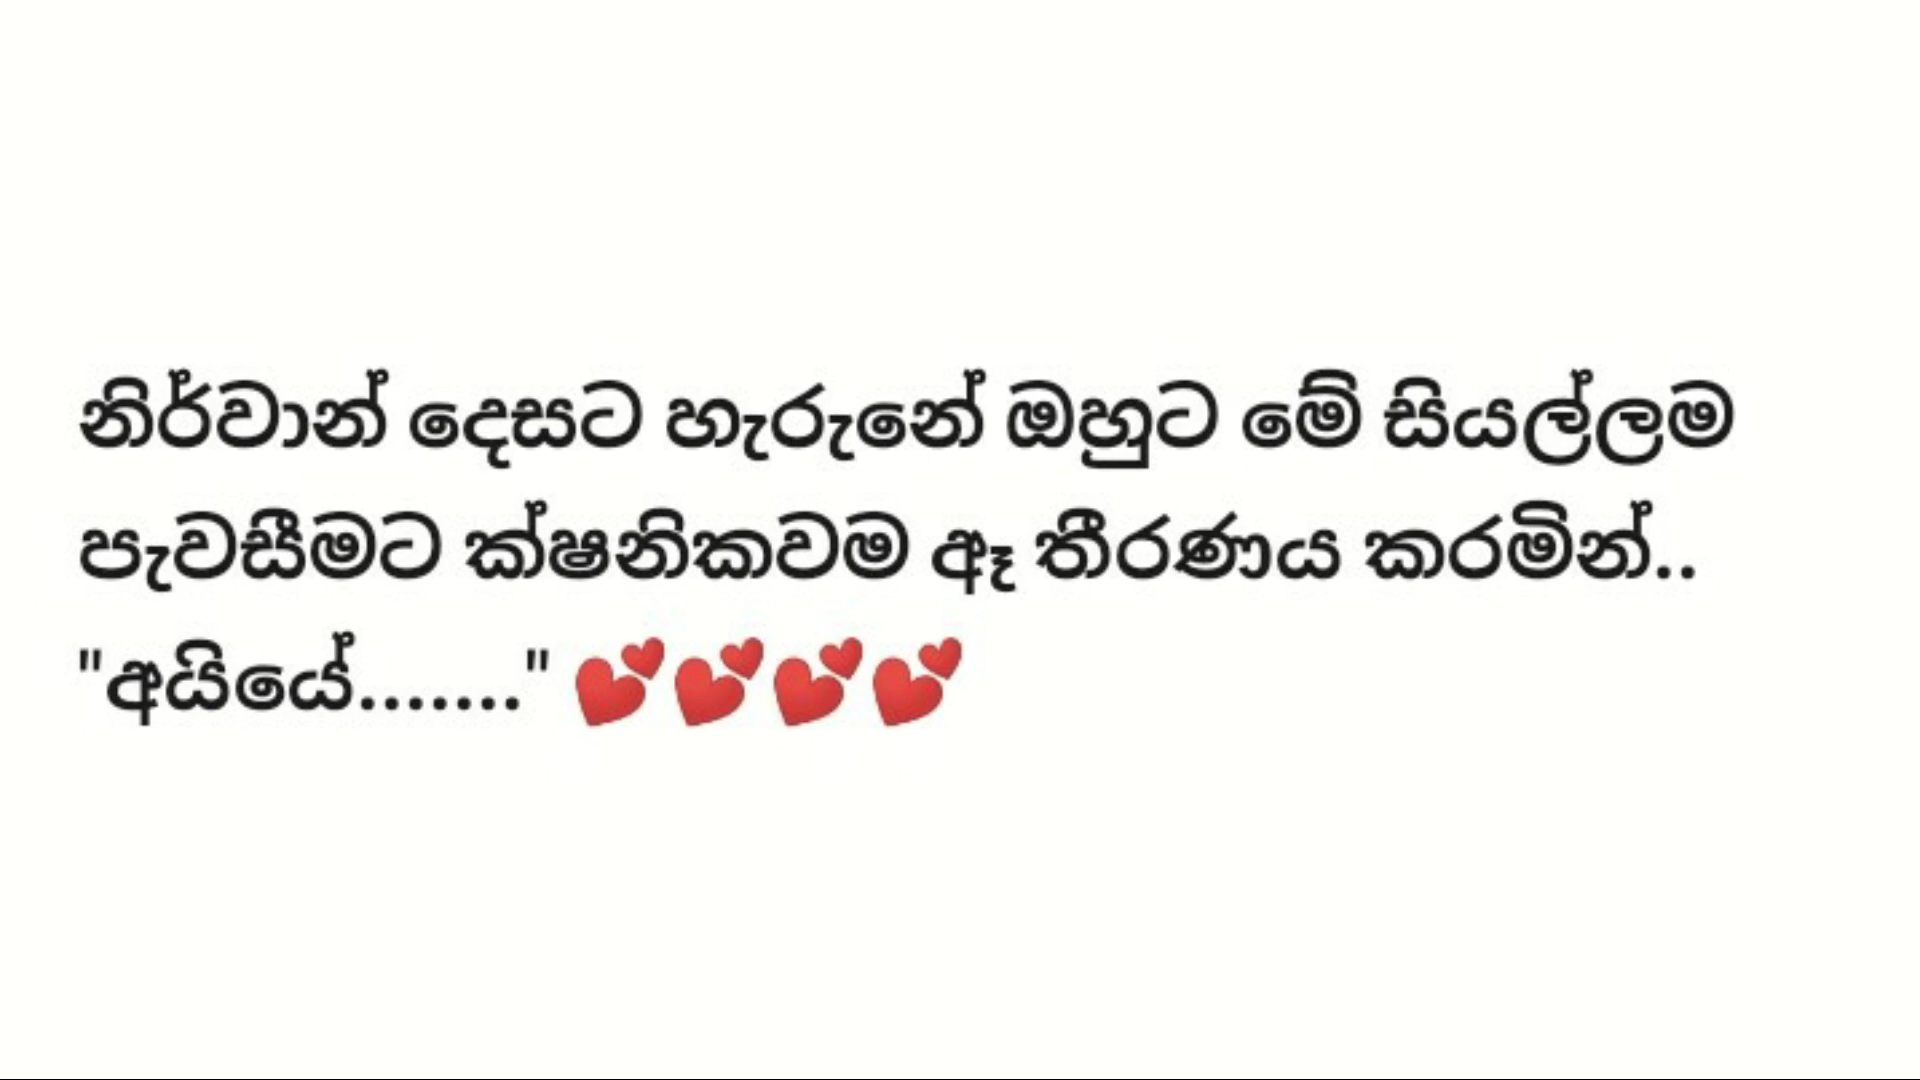 නිර්වාන් දෙසට හැරුනේ ඔහුට මේ සියල්ලම
පැවසීමට ක්ෂනිකවම ඈ තීරණය කරමින්..
"අයියේ......." 💕💕💕💕